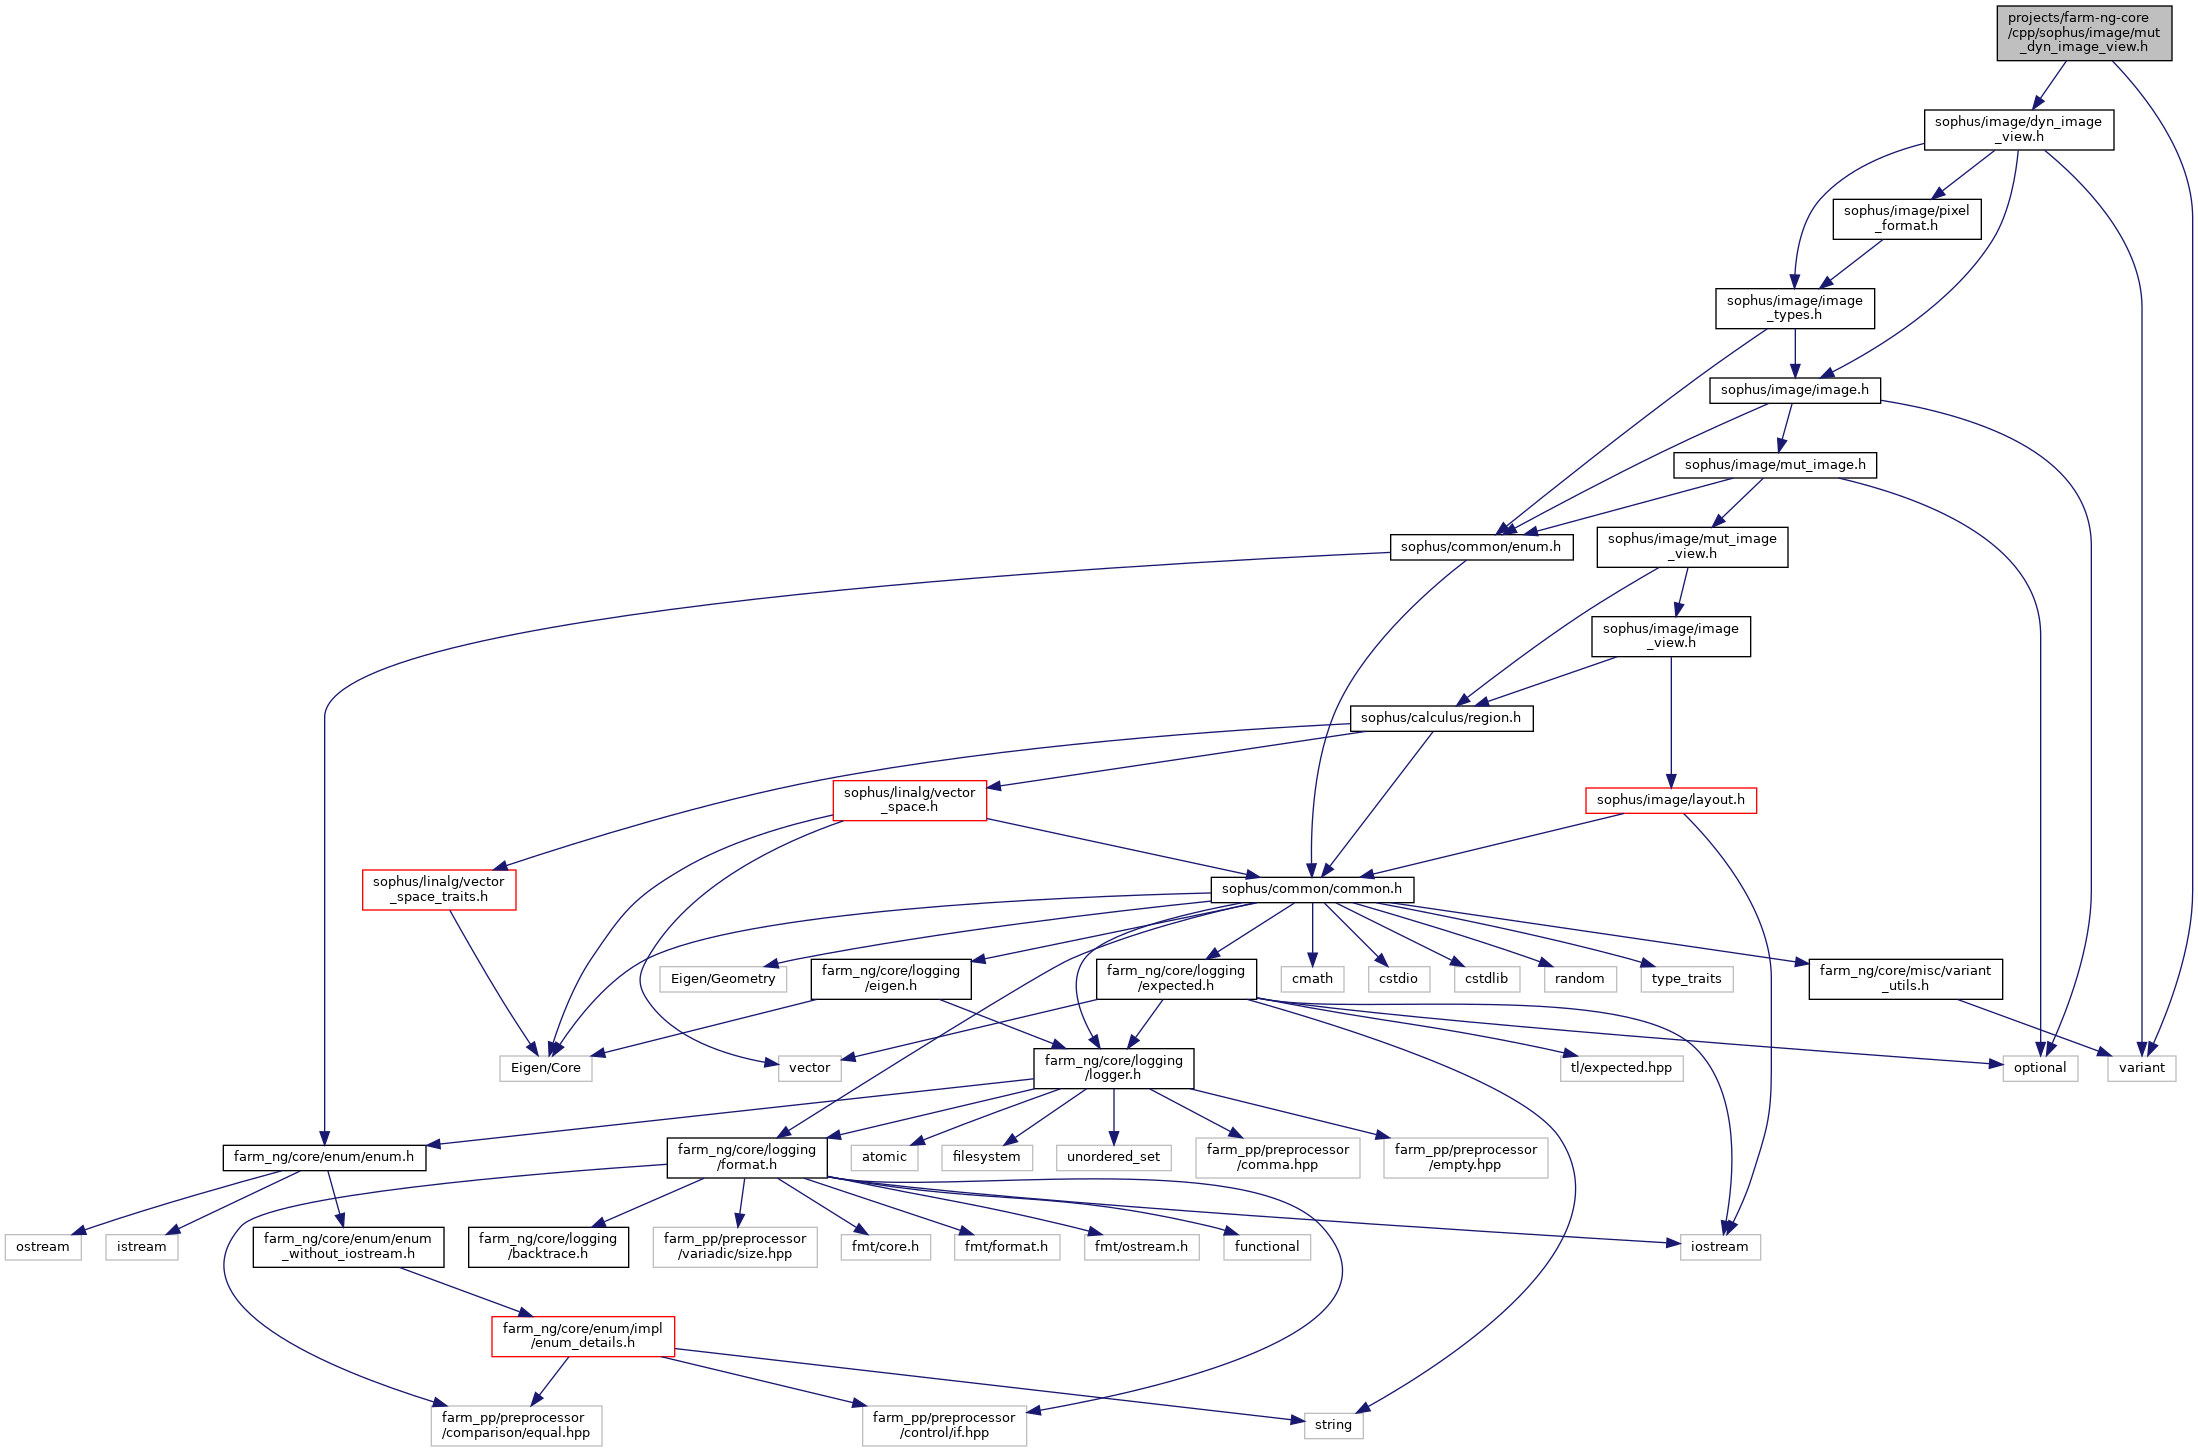 projects/farm-ng-core
/cpp/sophus/image/mut
_dyn_image_view.h
sophus/image/dyn_image
_view.h
sophus/image/pixel
_format.h
sophus/image/image
_types.h
sophus/image/image.h
sophus/image/mut_image.h
sophus/common/enum.h
sophus/image/mut_image
_view.h
sophus/image/image
_view.h
sophus/calculus/region.h
sophus/linalg/vector
_space.h
sophus/image/layout.h
sophus/linalg/vector
_space_traits.h
sophus/common/common.h
Eigen/Geometry
farm_ng/core/logging
/eigen.h
farm_ng/core/logging
/expected.h
cmath
cstdio
cstdlib
random
type_traits
farm_ng/core/misc/variant
_utils.h
Eigen/Core
vector
farm_ng/core/logging
/logger.h
tl/expected.hpp
optional
variant
farm_ng/core/enum/enum.h
farm_ng/core/logging
/format.h
atomic
filesystem
unordered_set
farm_pp/preprocessor
/comma.hpp
farm_pp/preprocessor
/empty.hpp
ostream
istream
farm_ng/core/enum/enum
_without_iostream.h
farm_ng/core/logging
/backtrace.h
farm_pp/preprocessor
/variadic/size.hpp
fmt/core.h
fmt/format.h
fmt/ostream.h
functional
iostream
farm_ng/core/enum/impl
/enum_details.h
farm_pp/preprocessor
/comparison/equal.hpp
farm_pp/preprocessor
/control/if.hpp
string